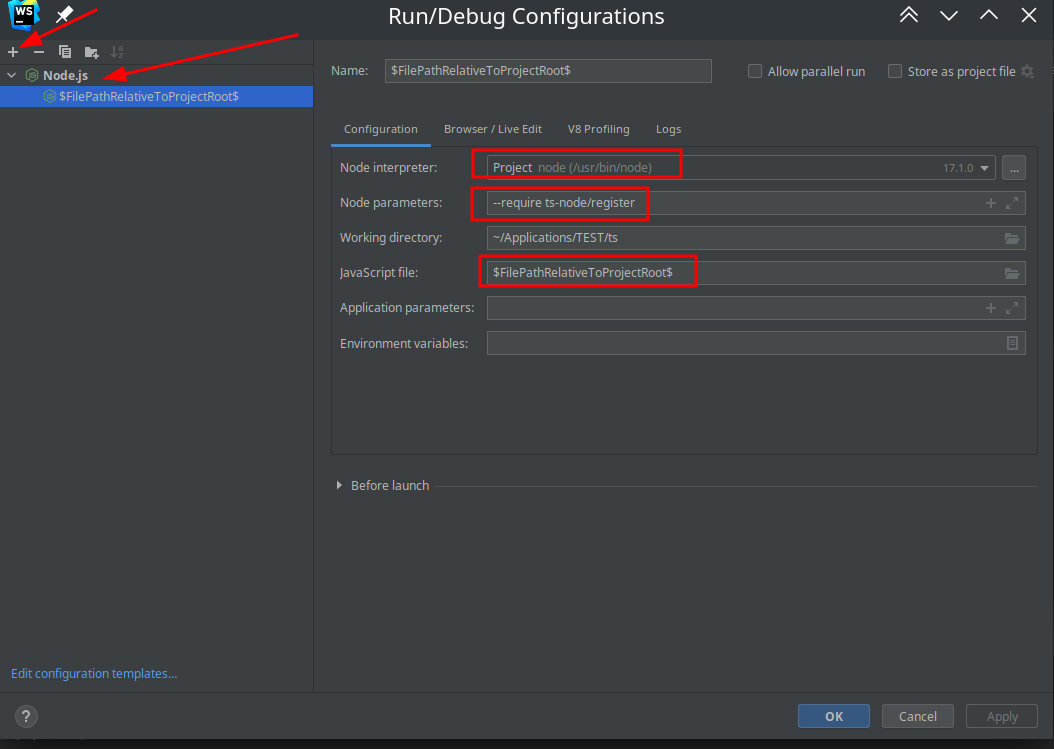 WS
Run/Debug Configurations
Node.js
$FilePathRelativeToProjectRoot$
Name: $FilePathRelativeToProjectRoot$ Allow parallel run Store as project file
Configuration Browser / Live Edit V8 Profiling Logs
Node interpreter: Project node (/usr/bin/node) 17.1.0 ...
Node parameters: --require ts-node/register
Working directory: ~/Applications/TEST/ts
JavaScript file: $FilePathRelativeToProjectRoot$
Application parameters:
Environment variables:
Before launch
Edit configuration templates...
? OK Cancel Apply